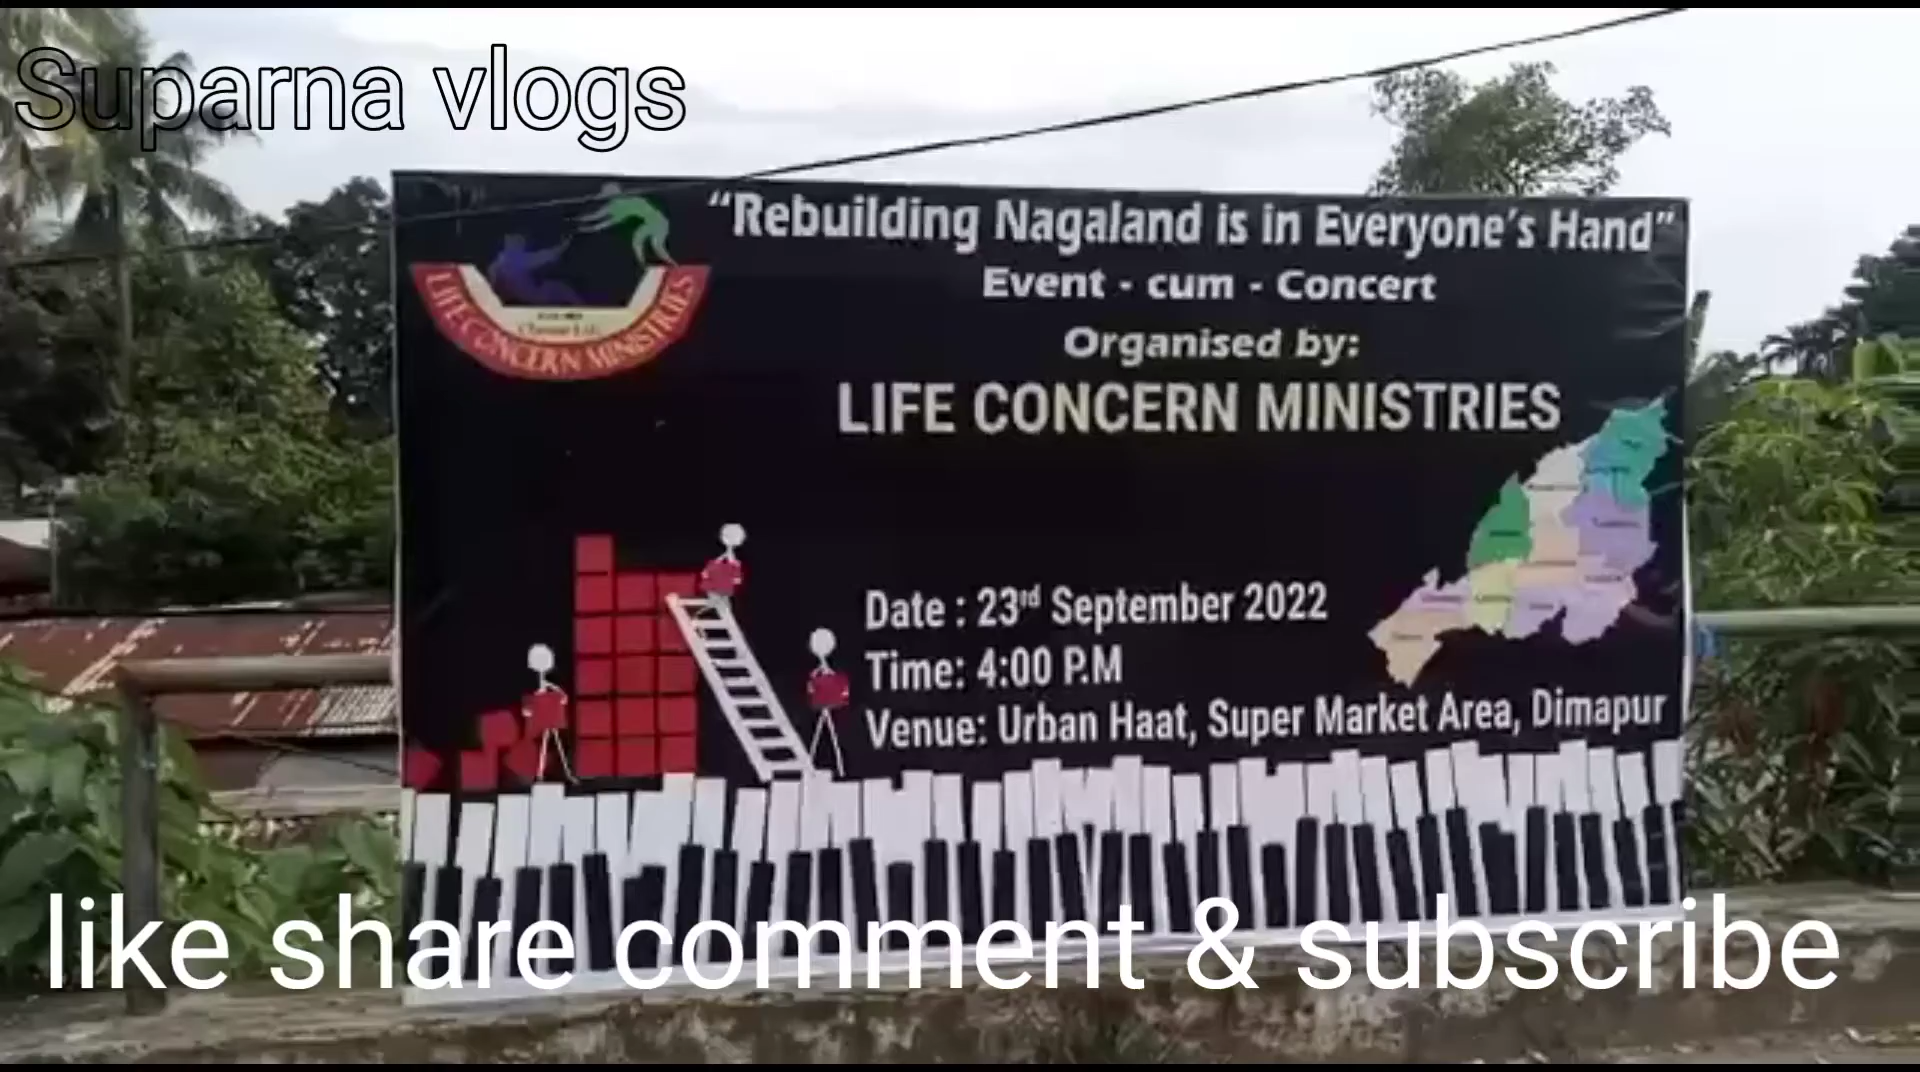 Suparna vlogs
"Rebuilding Nagaland is in Everyone's Hand"
Event - cum - Concert
Organised by:
LIFE CONCERN MINISTRIES
LIFE CONCERN MINISTRIES
Date : 23rd September 2022
Time: 4:00 P.M
Venue: Urban Haat, Super Market Area, Dimapur
like share comment & subscribe